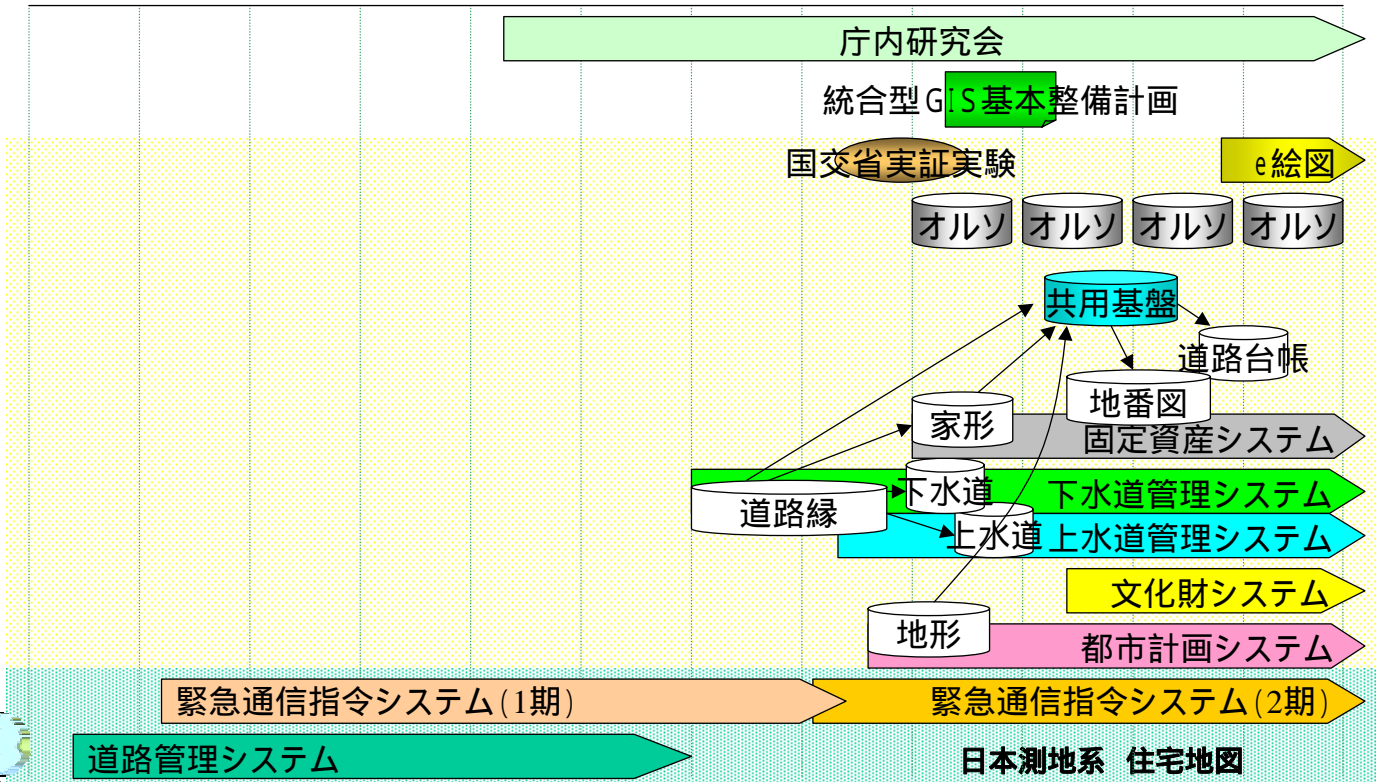 庁内研究会
統合型GIS基本整備計画
国交省実証実験
e絵図
オルソ オルソ オルソ オルソ
共用基盤
道路台帳
地番図
家形
固定資産システム
下水道
下水道管理システム
道路縁
上水道
上水道管理システム
文化財システム
地形
都市計画システム
緊急通信指令システム(1期)
緊急通信指令システム(2期)
道路管理システム
日本測地系 住宅地図